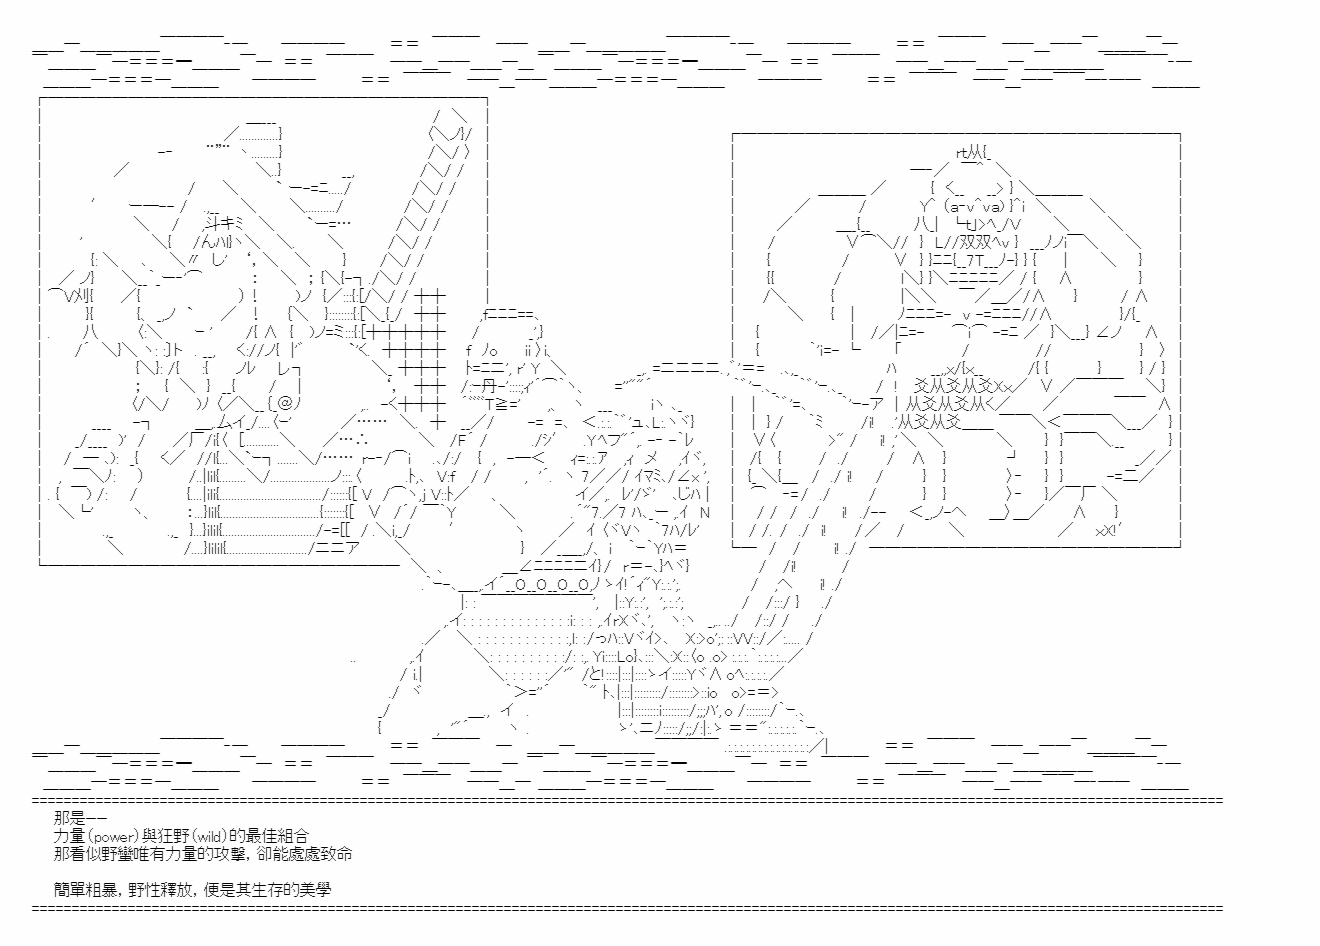 那是──
力量（power）與狂野（wild）的最佳組合
那看似野蠻唯有力量的攻擊，卻能處處致命
簡單粗暴，野性釋放，便是其生存的美學